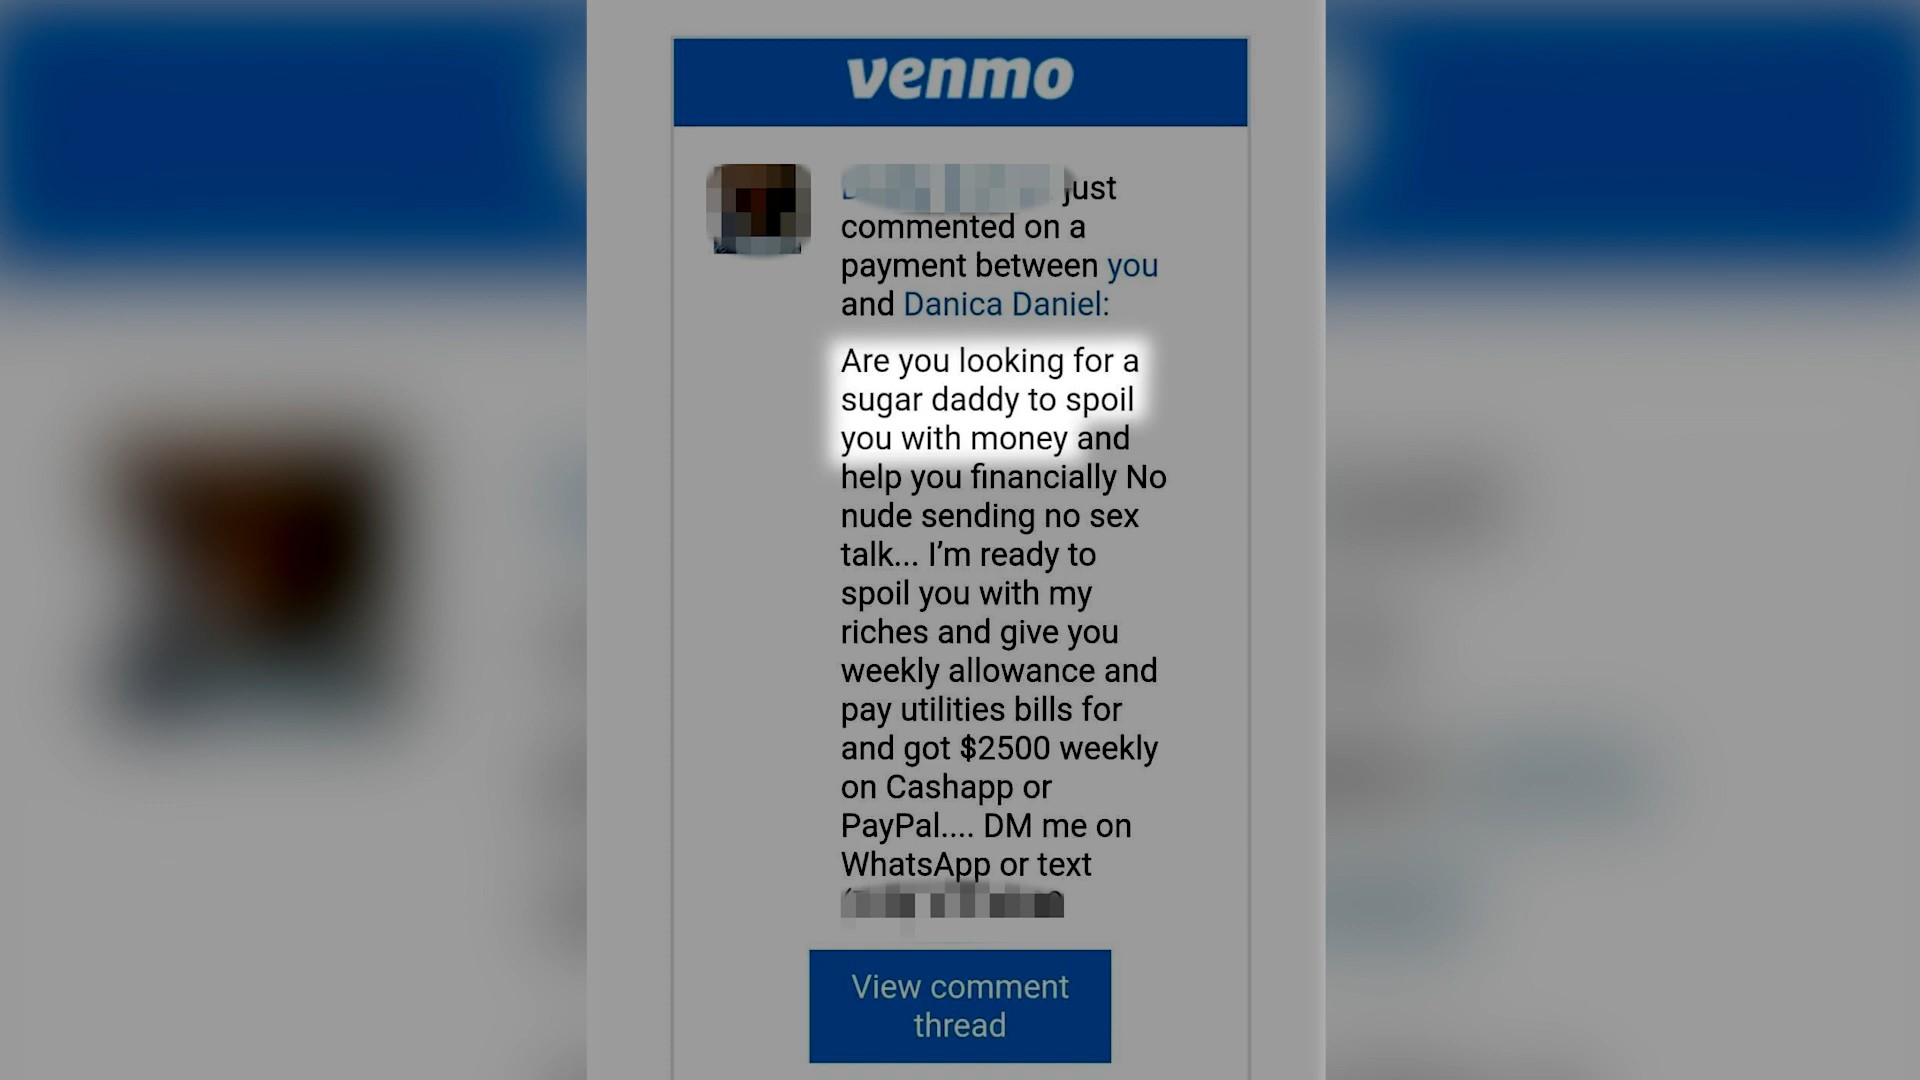 venmo
just
commented on a
payment between you
and Danica Daniel:
Are you looking for a
sugar daddy to spoil
you with money and
help you financially No
nude sending no sex
talk... I’m ready to
spoil you with my
riches and give you
weekly allowance and
pay utilities bills for
and got $2500 weekly
on Cashapp or
PayPal.... DM me on
WhatsApp or text
View comment
thread